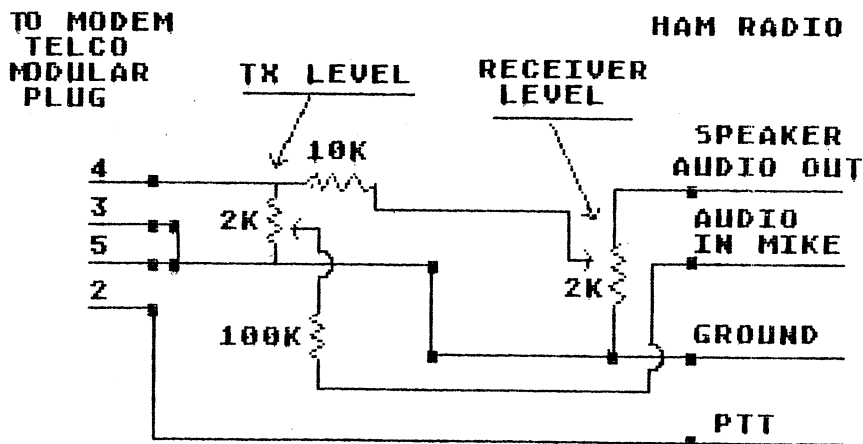 TO MODEM
TELCO
MODULAR
PLUG
HAM RADIO
TX LEVEL
RECEIVER
LEVEL
SPEAKER
AUDIO OUT
10K
4
3
2K
AUDIO
IN MIKE
5
2
2K
100K
GROUND
PTT